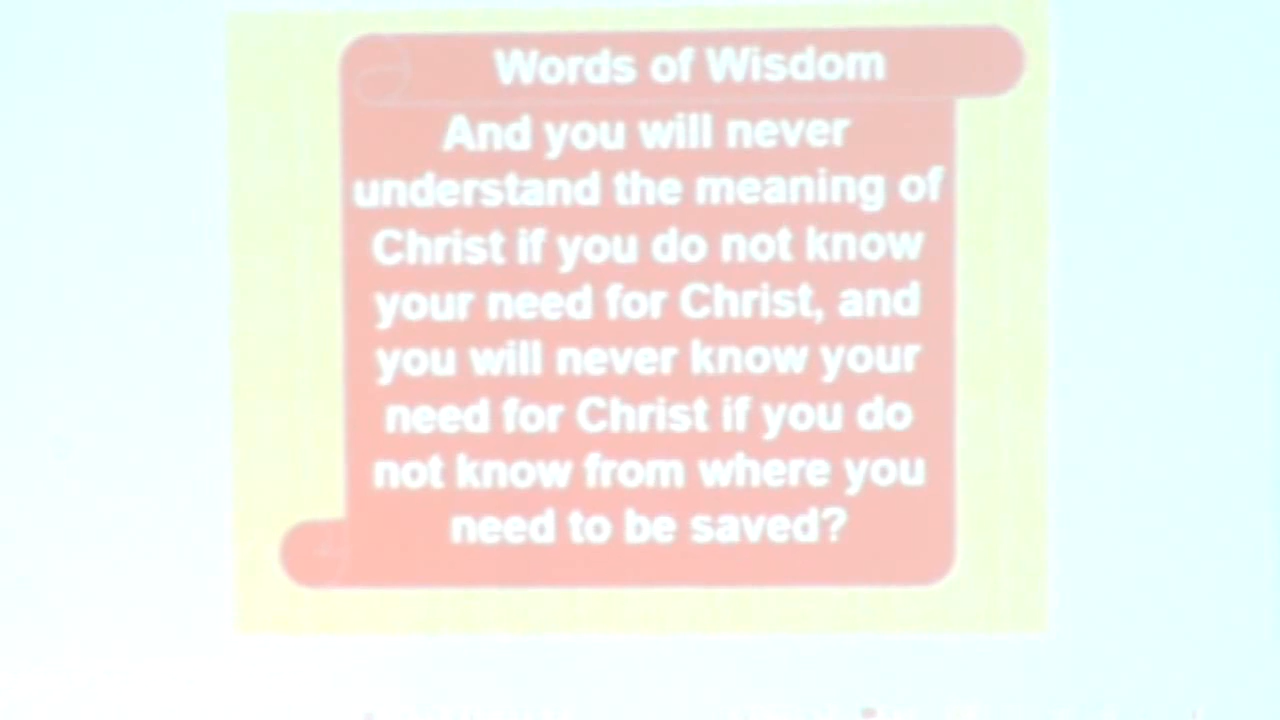 Words of Wisdom
And you will never
understand the meaning of
Christ if you do not know
your need for Christ, and
you will never know your
need for Christ if you do
not know from where you
need to be saved?